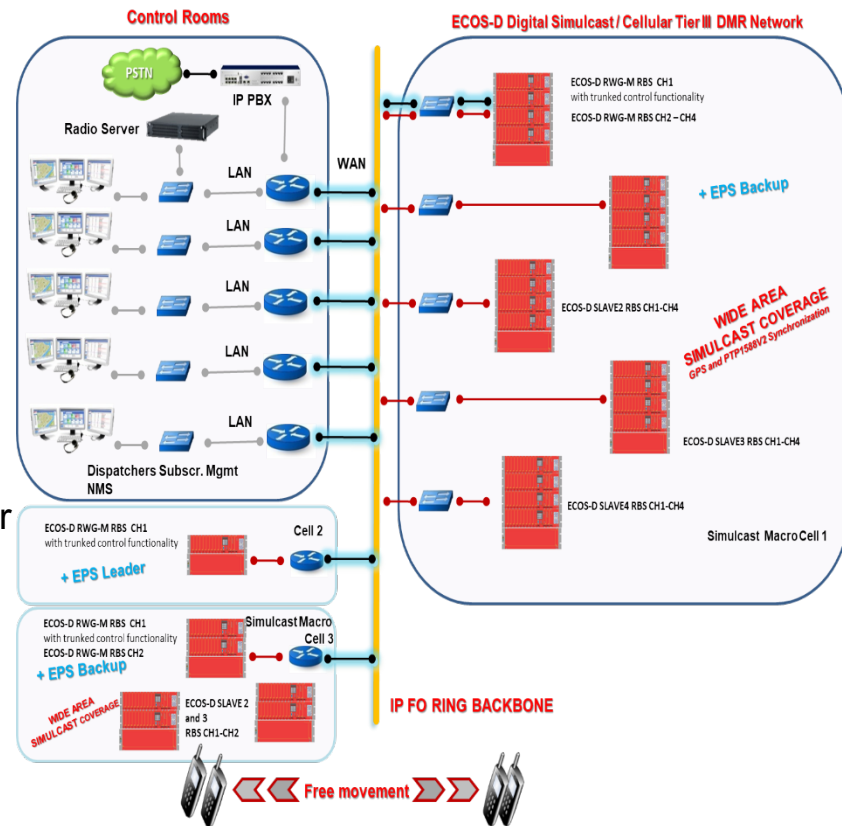 Control Rooms
PSTN
IP PBX
Radio Server
LAN
WAN
LAN
LAN
LAN
LAN
Dispatchers Subscr. Mgmt
NMS
ECOS-D Digital Simulcast / Cellular Tier III DMR Network
ECOS-D RWG-M RBS CH1
with trunked control functionality
ECOS-D RWG-M RBS CH2 – CH4
+ EPS Backup
ECOS-D SLAVE2 RBS CH1-CH4
WIDE AREA
SIMULCAST COVERAGE
GPS and PTP1588V2 Synchronization
ECOS-D SLAVE3 RBS CH1-CH4
ECOS-D SLAVE4 RBS CH1-CH4
Simulcast Macro Cell 1
r
ECOS-D RWG-M RBS CH1
with trunked control functionality
+ EPS Leader
Cell 2
ECOS-D RWG-M RBS CH1
with trunked control functionality
ECOS-D RWG-M RBS CH2
+ EPS Backup
Simulcast Macro
Cell 3
WIDE AREA
SIMULCAST COVERAGE
ECOS-D SLAVE 2
and 3
RBS CH1-CH2
IP FO RING BACKBONE
Free movement